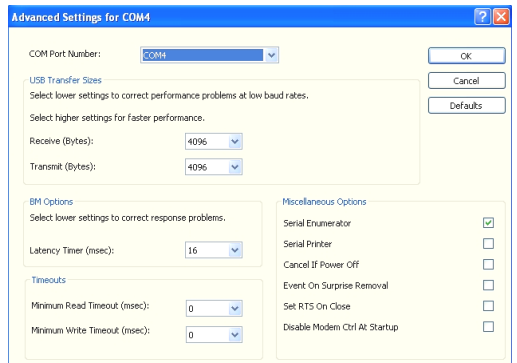 Advanced Settings for COM4
COM Port Number:
COM4
OK
Cancel
Defaults
USB Transfer Sizes
Select lower settings to correct performance problems at low baud rates.
Select higher settings for faster performance.
Receive (Bytes):
4096
Transmit (Bytes):
4096
BM Options
Select lower settings to correct response problems.
Latency Timer (msec):
16
Timeouts
Minimum Read Timeout (msec):
0
Minimum Write Timeout (msec):
0
Miscellaneous Options
Serial Enumerator
Serial Printer
Cancel If Power Off
Event On Surprise Removal
Set RTS On Close
Disable Modem Ctrl At Startup